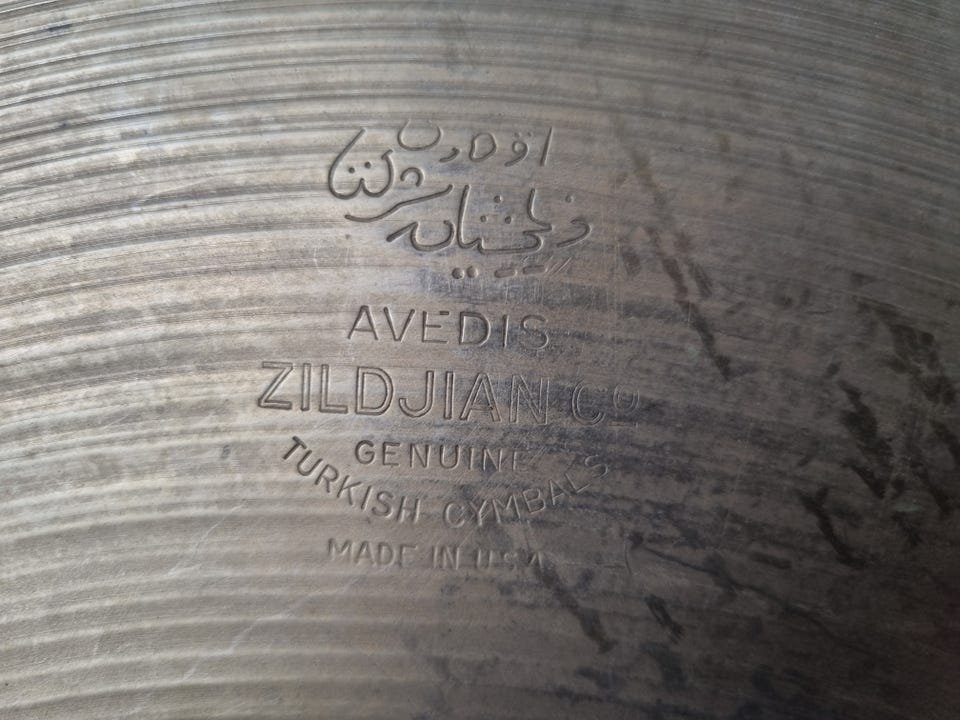 AVEDIS
ZILDJIAN CO
GENUINE
TURKISH CYMBALS
MADE IN U.S.A.